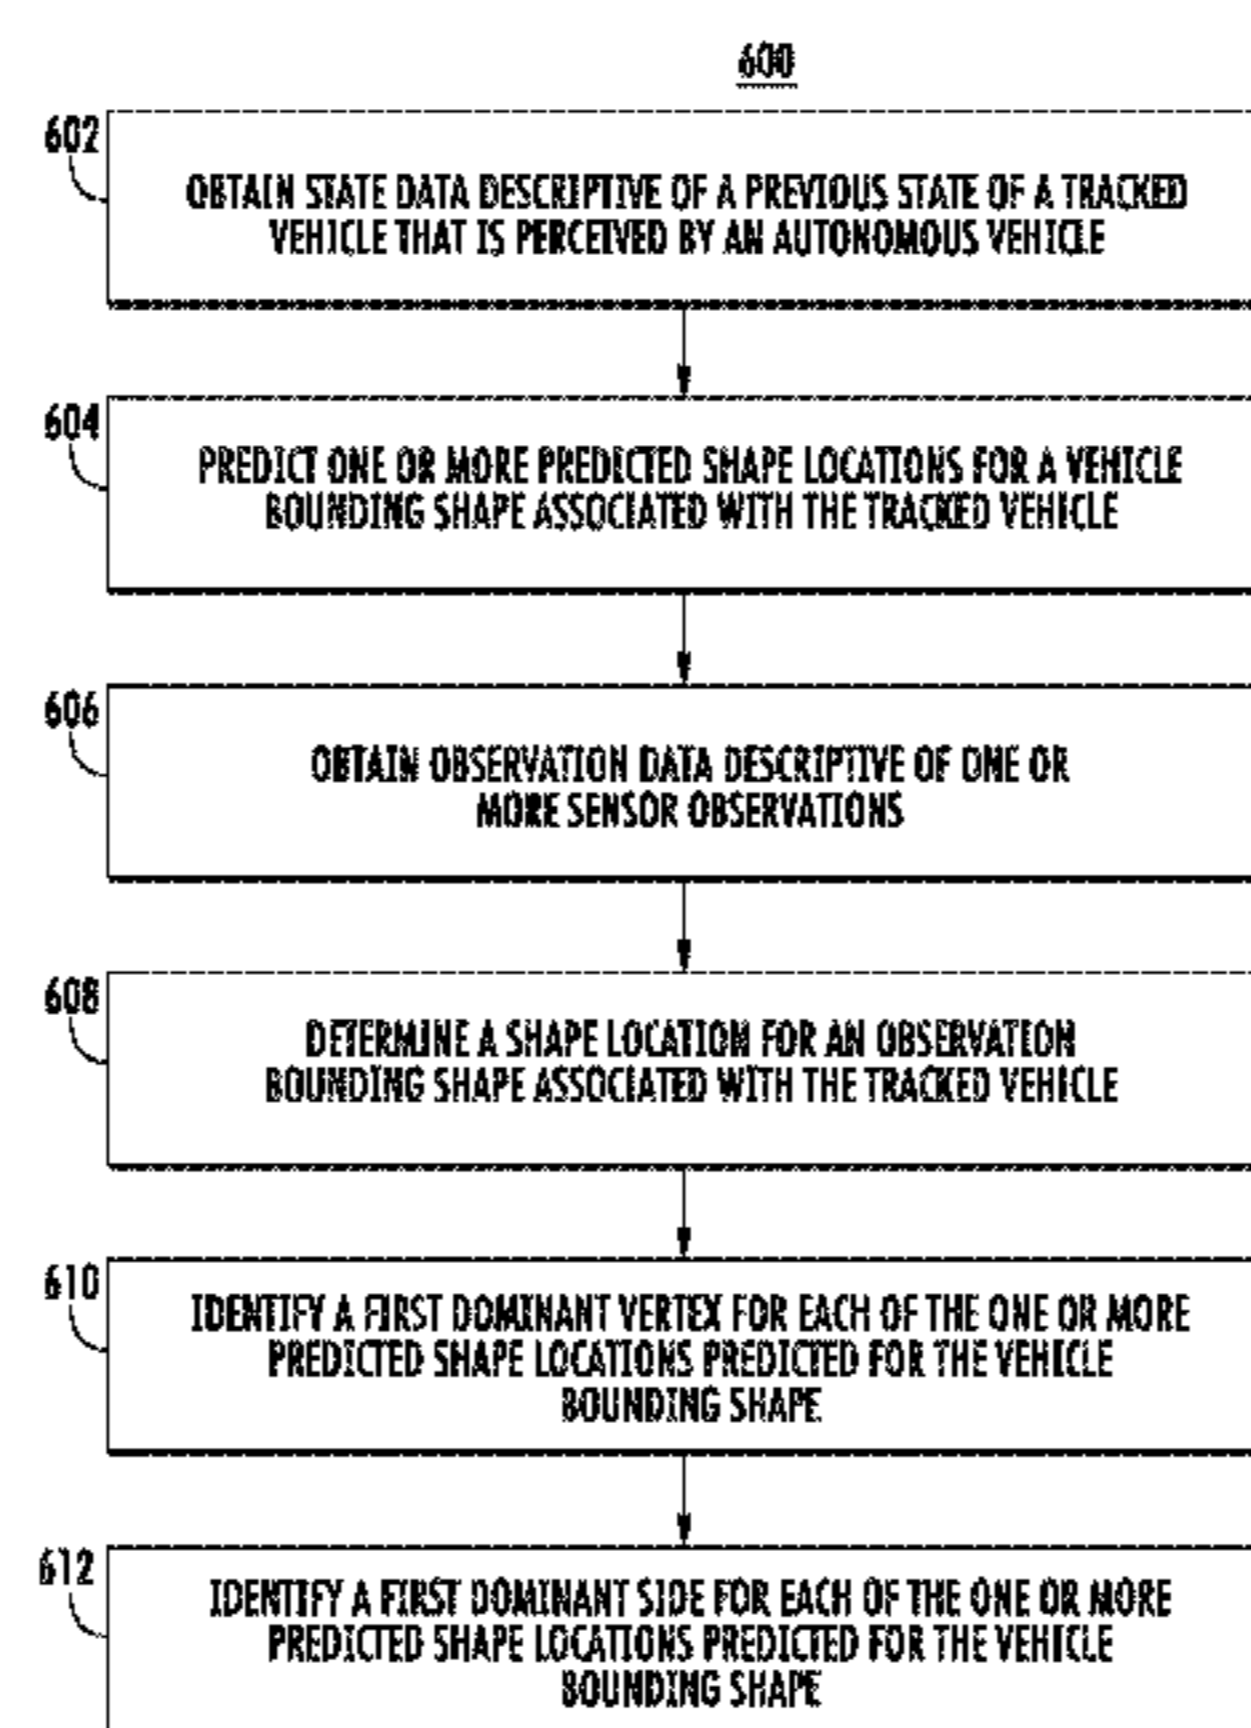 600
602
OBTAIN STATE DATA DESCRIPTIVE OF A PREVIOUS STATE OF A TRACKED
VEHICLE THAT IS PERCEIVED BY AN AUTONOMOUS VEHICLE
604
PREDICT ONE OR MORE PREDICTED SHAPE LOCATIONS FOR A VEHICLE
BOUNDING SHAPE ASSOCIATED WITH THE TRACKED VEHICLE
606
OBTAIN OBSERVATION DATA DESCRIPTIVE OF ONE OR
MORE SENSOR OBSERVATIONS
608
DETERMINE A SHAPE LOCATION FOR AN OBSERVATION
BOUNDING SHAPE ASSOCIATED WITH THE TRACKED VEHICLE
610
IDENTIFY A FIRST DOMINANT VERTEX FOR EACH OF THE ONE OR MORE
PREDICTED SHAPE LOCATIONS PREDICTED FOR THE VEHICLE
BOUNDING SHAPE
612
IDENTIFY A FIRST DOMINANT SIDE FOR EACH OF THE ONE OR MORE
PREDICTED SHAPE LOCATIONS PREDICTED FOR THE VEHICLE
BOUNDING SHAPE